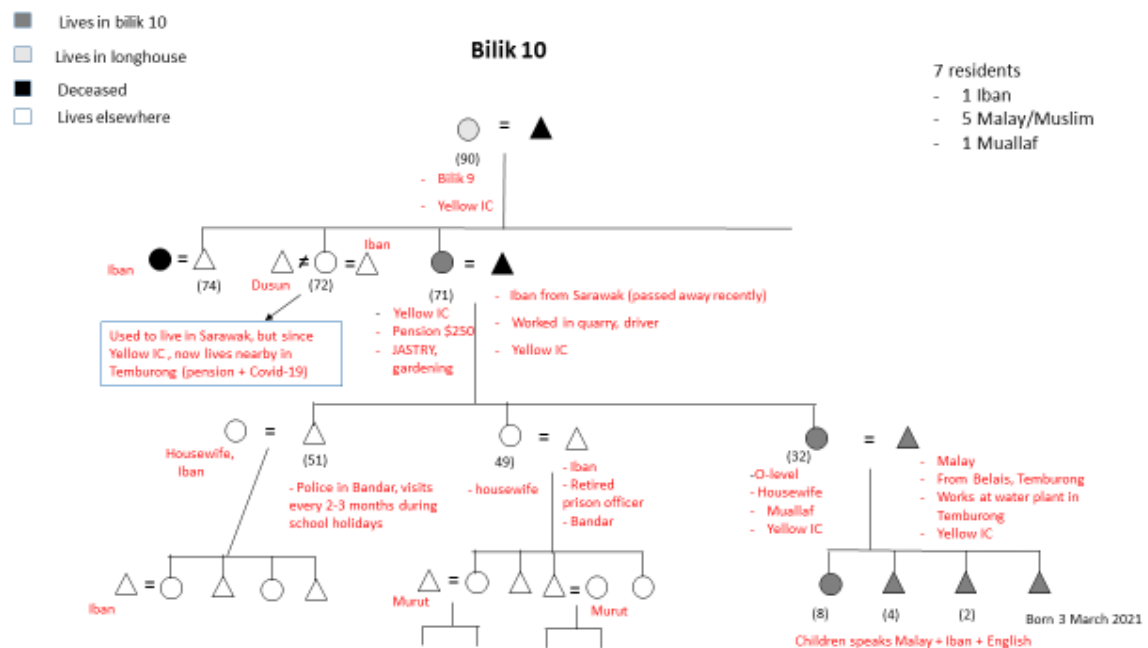 Lives in bilik 10
Lives in longhouse
Deceased
Lives elsewhere
Bilik 10
7 residents
- 1 Iban
- 5 Malay/Muslim
- 1 Muallaf
=
(90)
- Bilik 9
- Yellow IC
Iban
=
(74)
Dusun
≠
(72)
=
Iban
=
(71)
- Yellow IC
- Pension $250
- JASTRY,
gardening
- Iban from Sarawak (passed away recently)
- Worked in quarry, driver
- Yellow IC
Used to live in Sarawak, but since
Yellow IC , now lives nearby in
Temburong (pension + Covid-19)
=
Housewife,
Iban
(51)
- Police in Bandar, visits
every 2-3 months during
school holidays
=
49)
- housewife
- Iban
- Retired
prison officer
- Bandar
=
(32)
-O-level
- Housewife
- Muallaf
- Yellow IC
- Malay
- From Belais, Temburong
- Works at water plant in
Temburong
- Yellow IC
=
Iban
=
Murut
=
Murut
(8)
(4)
(2)
Born 3 March 2021
Children speaks Malay + Iban + English